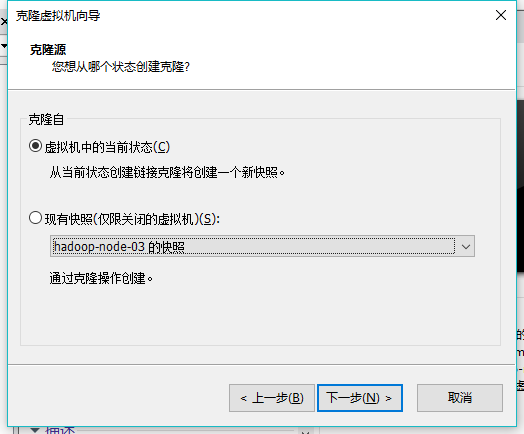 克隆虚拟机向导
克隆源
您想从哪个状态创建克隆?
克隆自
虚拟机中的当前状态(C)
从当前状态创建链接克隆将创建一个新快照。
现有快照(仅限关闭的虚拟机)(S):
hadoop-node-03 的快照
通过克隆操作创建。
< 上一步(B)
下一步(N) >
取消
描述